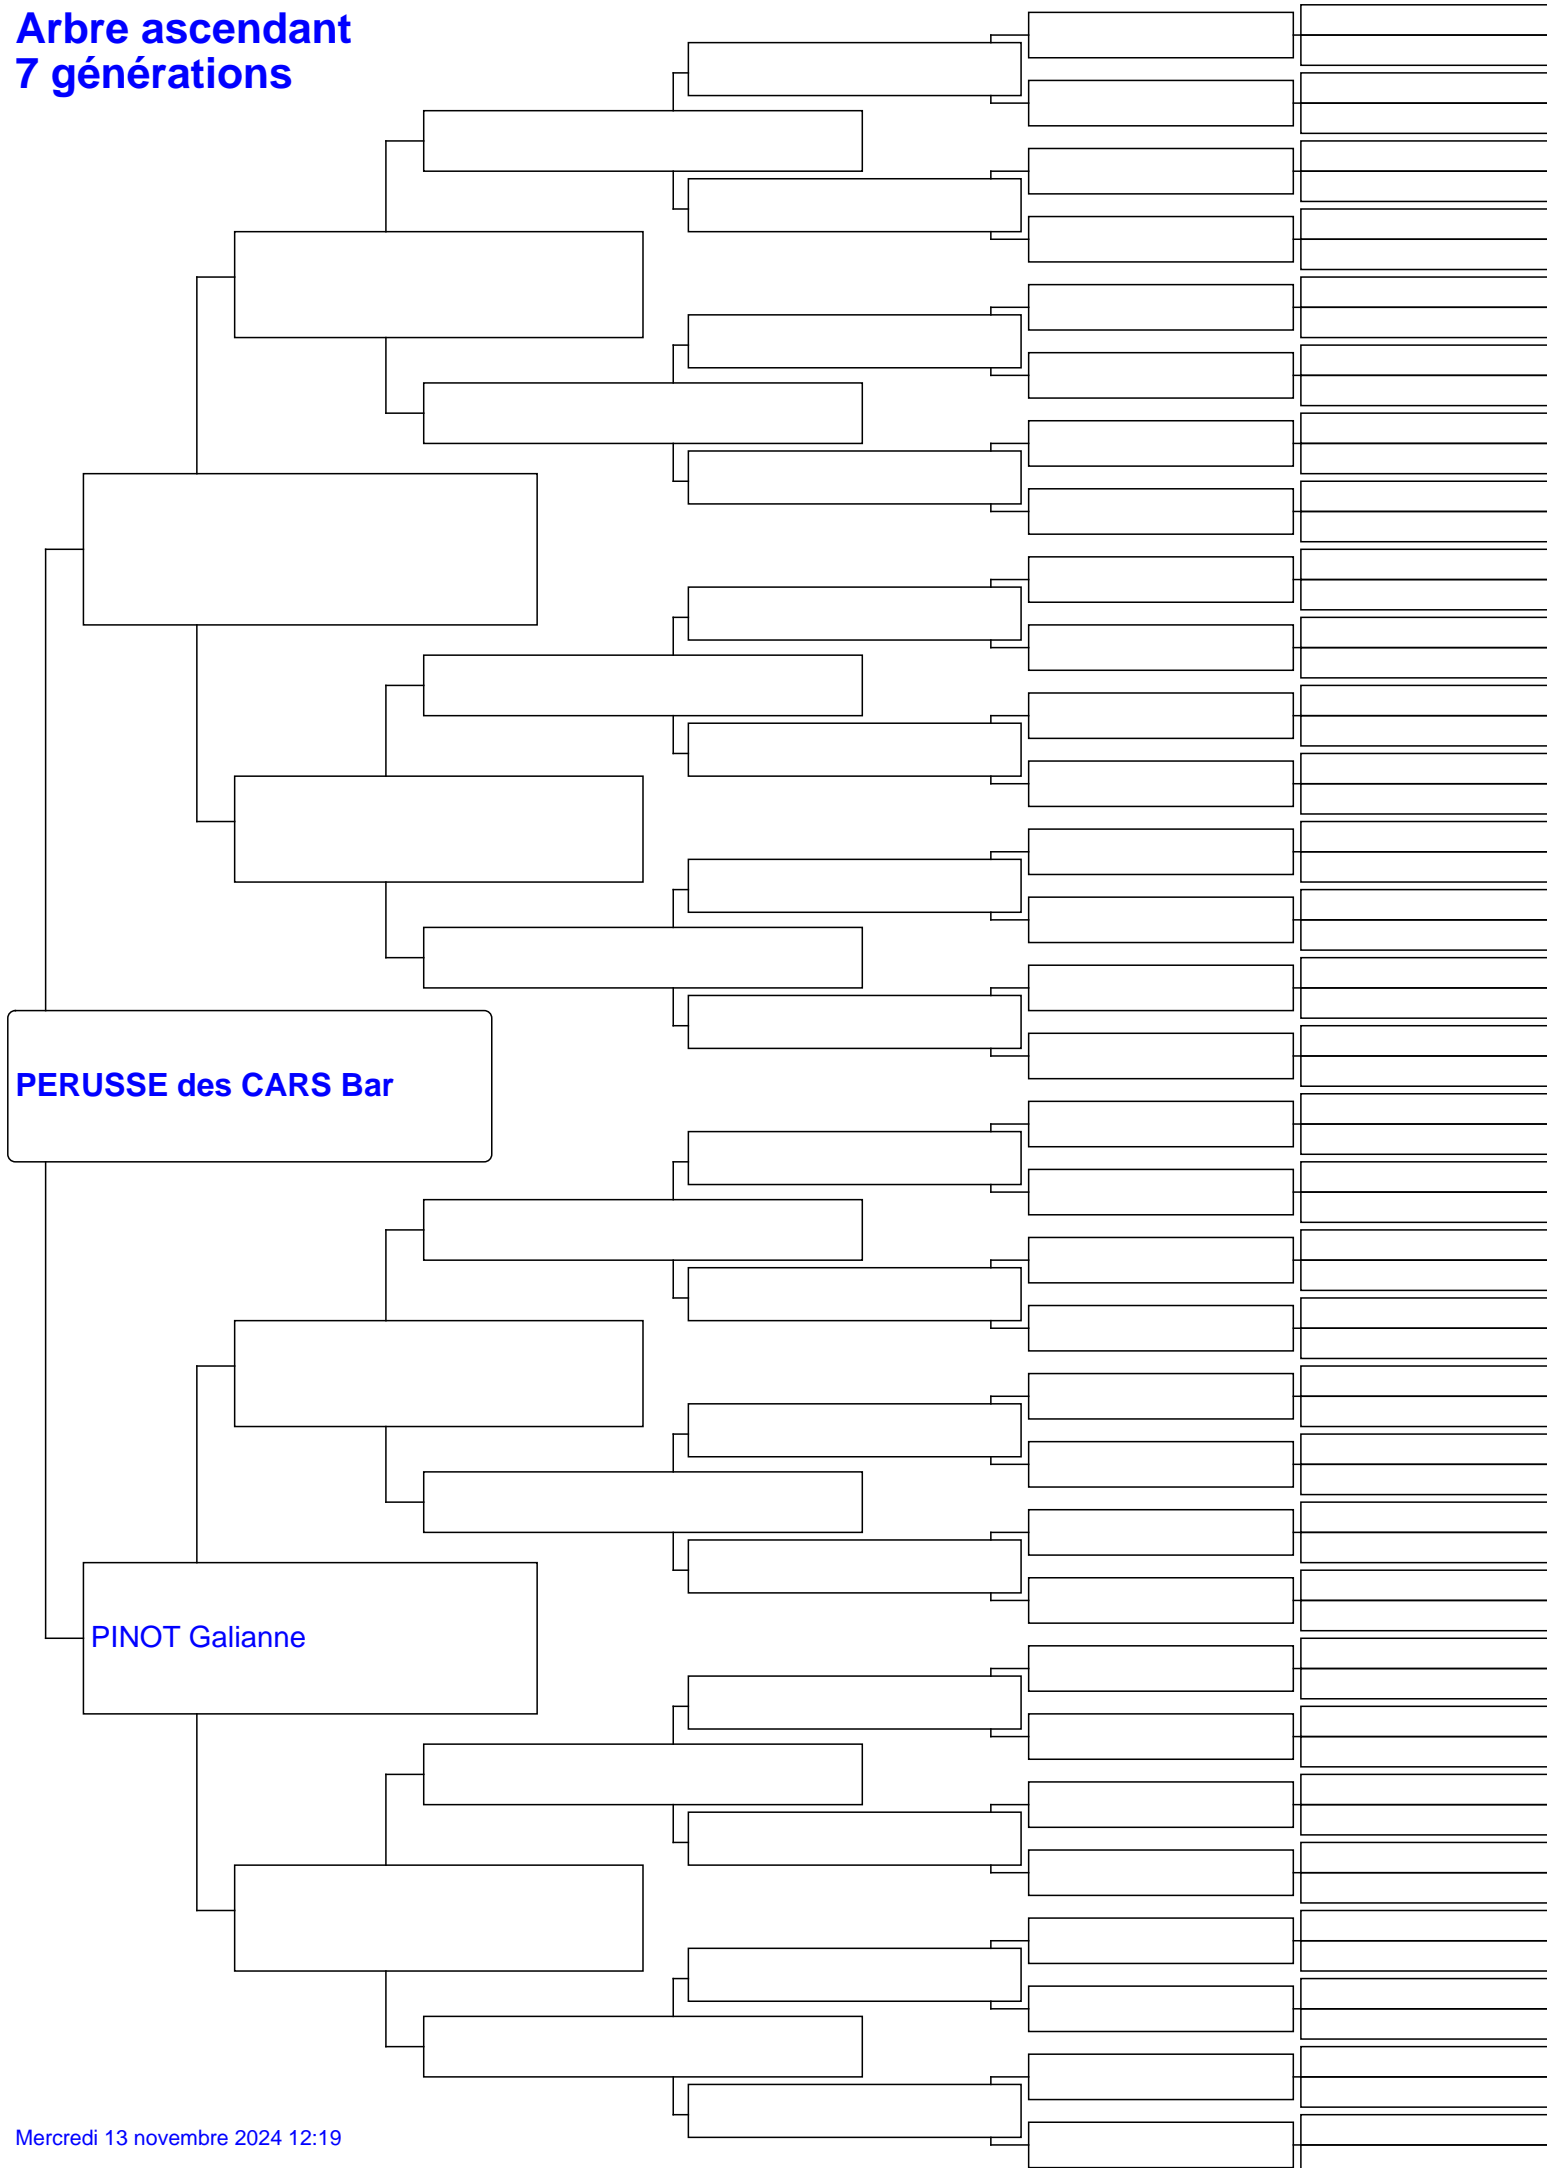 Arbre ascendant
7 générations
PERUSSE des CARS Bar
PINOT Galianne
Mercredi 13 novembre 2024 12:19